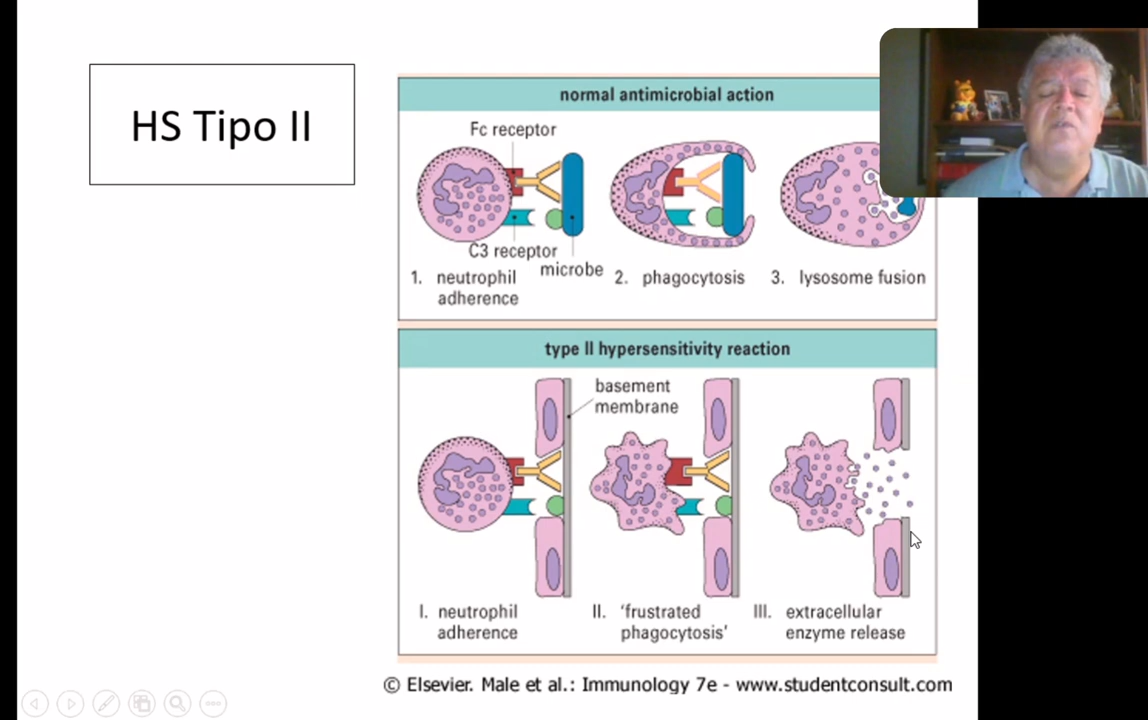 HS Tipo II
normal antimicrobial action
Fc receptor
C3 receptor
microbe
1. neutrophil
adherence
2. phagocytosis
3. lysosome fusion
type II hypersensitivity reaction
basement
membrane
I. neutrophil
adherence
II. ‘frustrated
phagocytosis’
III. extracellular
enzyme release
© Elsevier. Male et al.: Immunology 7e - www.studentconsult.com